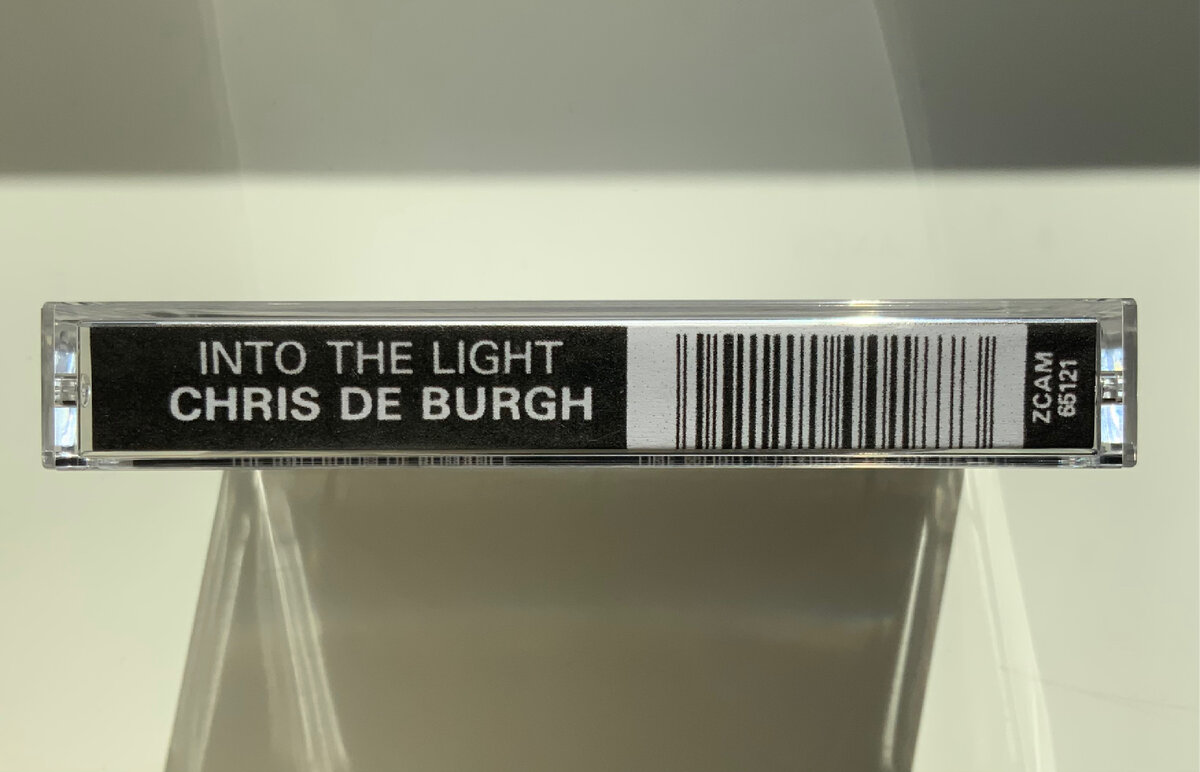 INTO THE LIGHT
CHRIS DE BURGH
ZCAM
65121